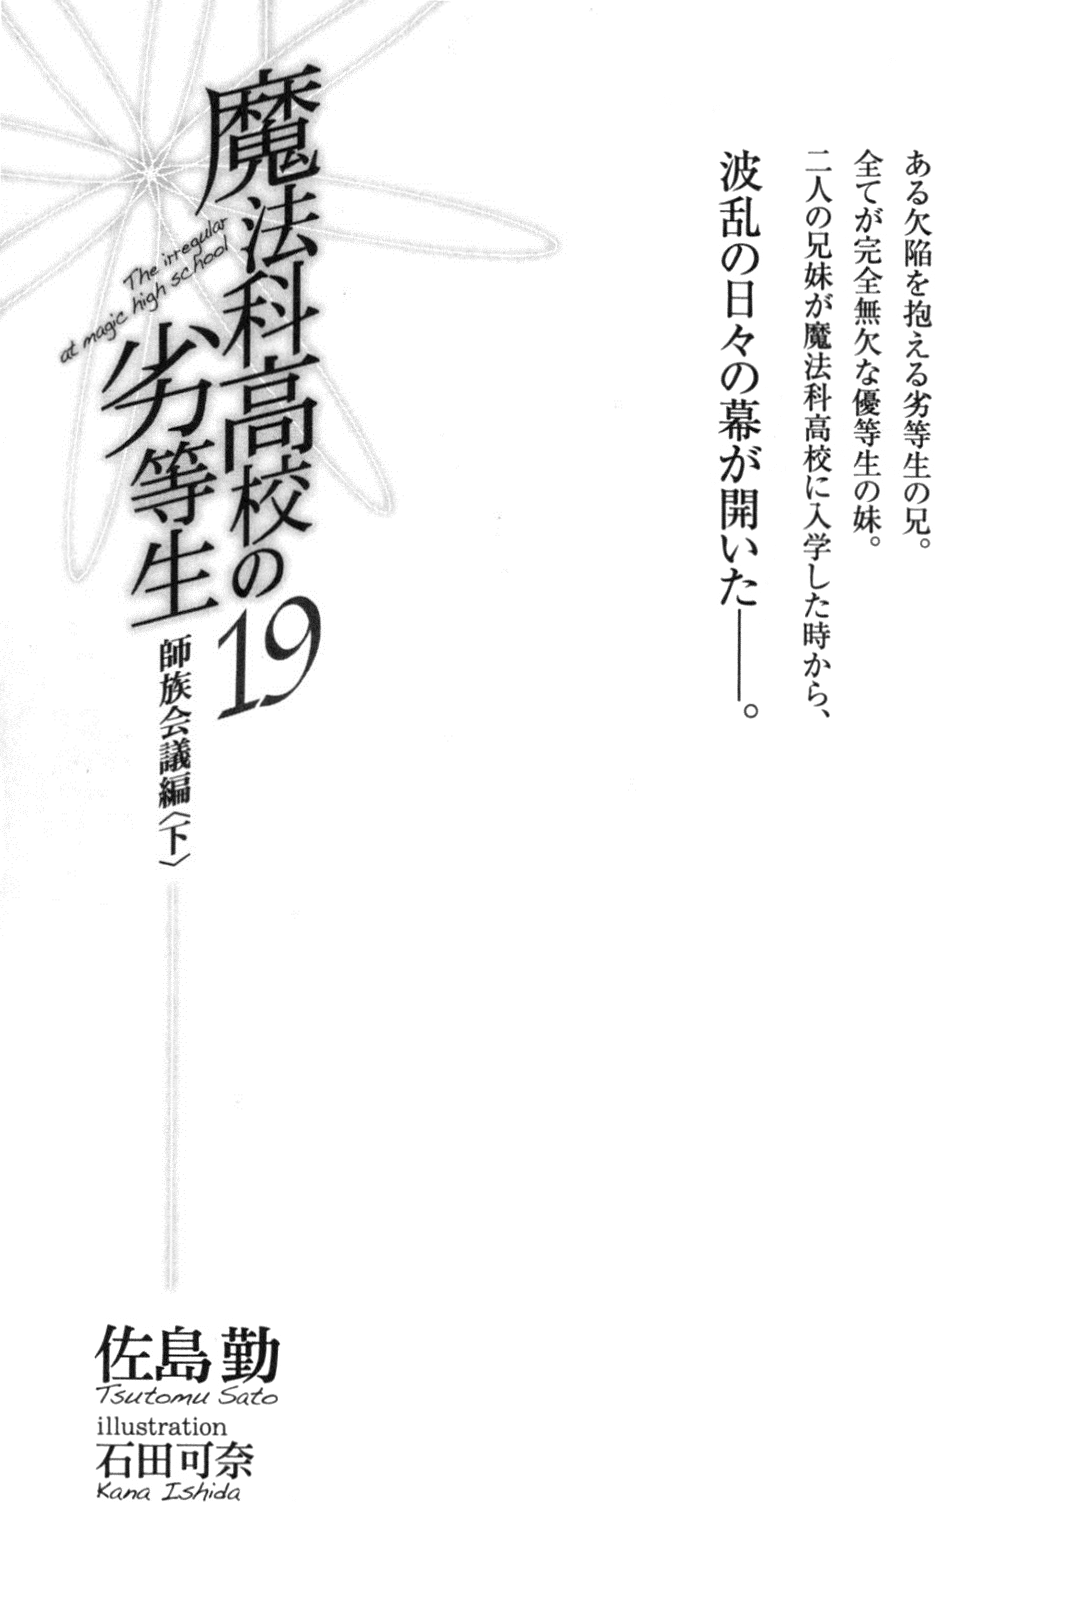 ある欠陥を抱える劣等生の兄。
全てが完全無欠な優等生の妹。
二人の兄妹が魔法科高校に入学した時から、
波乱の日々の幕が開いた――。
魔法科高校の
劣等生
19
The irregular
at magic high school
師族会議編〈下〉
佐島 勤
Tsutomu Sato
illustration
石田可奈
Kana Ishida